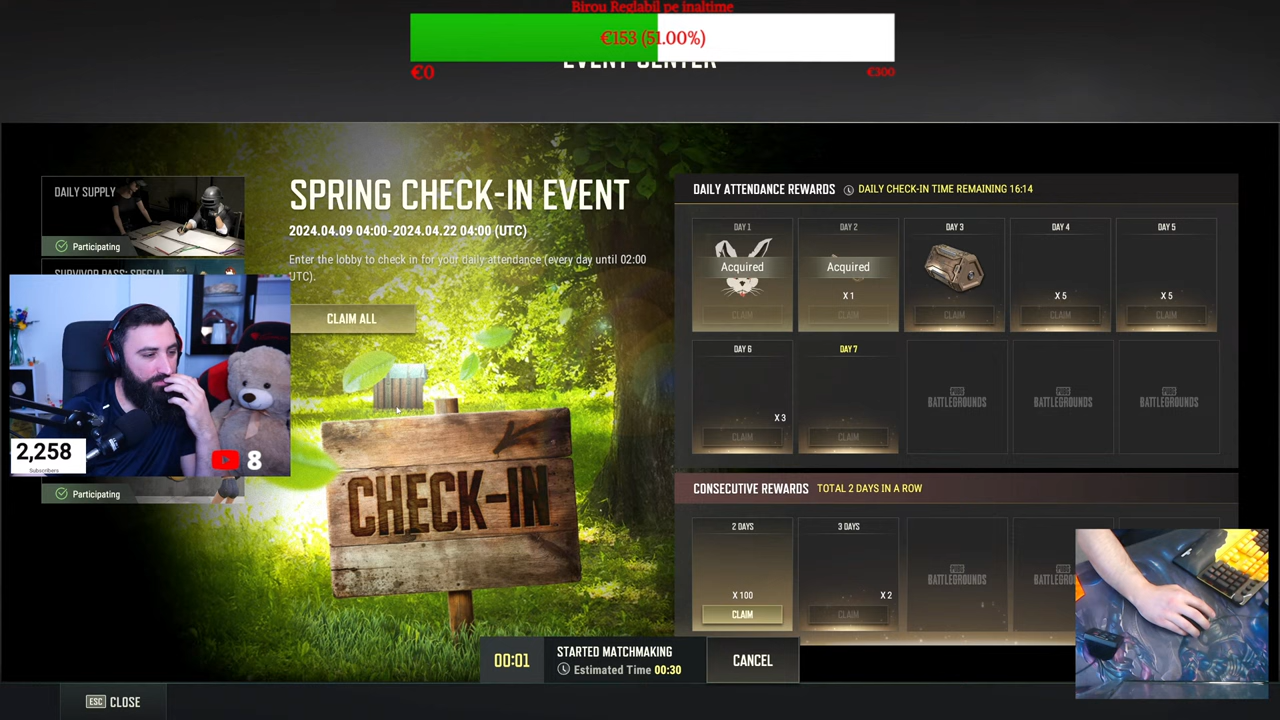 Birou Reglabil pe inaltime
€153 (51.00%)
€0
€300
EVENT CENTER
DAILY SUPPLY
Participating
SURVIVOR PASS: SPECIAL
SPRING CHECK-IN EVENT
2024.04.09 04:00-2024.04.22 04:00 (UTC)
Enter the lobby to check in for your daily attendance (every day until 02:00
UTC).
CLAIM ALL
2,258
Subscribers
8
Participating
CHECK-IN
DAILY ATTENDANCE REWARDS
DAILY CHECK-IN TIME REMAINING 16:14
DAY 1
Acquired
CLAIM
DAY 2
Acquired
X 1
CLAIM
DAY 3
CLAIM
DAY 4
X 5
CLAIM
DAY 5
X 5
CLAIM
DAY 6
X 3
CLAIM
DAY 7
CLAIM
PUBG
BATTLEGROUNDS
PUBG
BATTLEGROUNDS
PUBG
BATTLEGROUNDS
CONSECUTIVE REWARDS
TOTAL 2 DAYS IN A ROW
2 DAYS
X 100
CLAIM
3 DAYS
X 2
CLAIM
PUBG
BATTLEGROUNDS
PUBG
00:01
STARTED MATCHMAKING
Estimated Time 00:30
CANCEL
ESC CLOSE